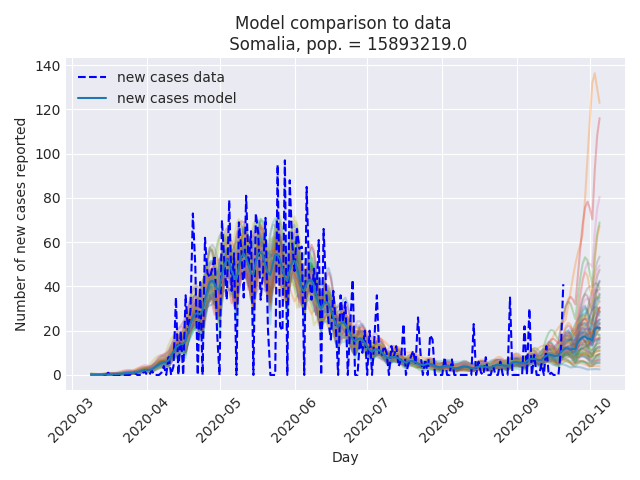 Model comparison to data
Somalia, pop. = 15893219.0
new cases data
new cases model
Number of new cases reported
140
120
100
80
60
40
20
0
2020-03
2020-04
2020-05
2020-06
2020-07
2020-08
2020-09
2020-10
Day